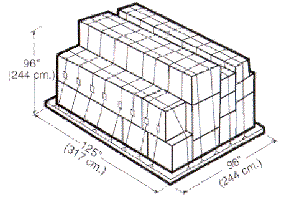 96"
(244 cm.)
125"
(317 cm.)
96"
(244 cm.)